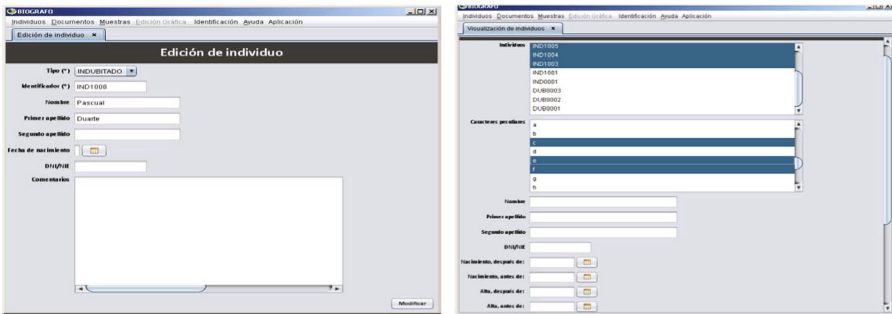 BIOGRAFO
Individuos Documentos Muestras Edición Gráfica Identificación Ayuda Aplicación
Edición de individuo ×
Edición de individuo
Tipo (*) INDUBITADO
Identificador (*) IND1008
Nombre Pascual
Primer apellido Duarte
Segundo apellido
Fecha de nacimiento
DNI/NIE
Comentarios
Modificar
BIOGRAFO
Individuos Documentos Muestras Edición Gráfica Identificación Ayuda Aplicación
Visualización de individuos ×
Individuos IND1005
IND1004
IND1003
IND1001
IND0001
DUB0003
DUB0002
DUB0001
Caracteres peculiares a
b
c
d
e
f
g
h
Nombre
Primer apellido
Segundo apellido
DNI/NIE
Nacimiento, después de:
Nacimiento, antes de:
Alta, después de:
Alta, antes de: